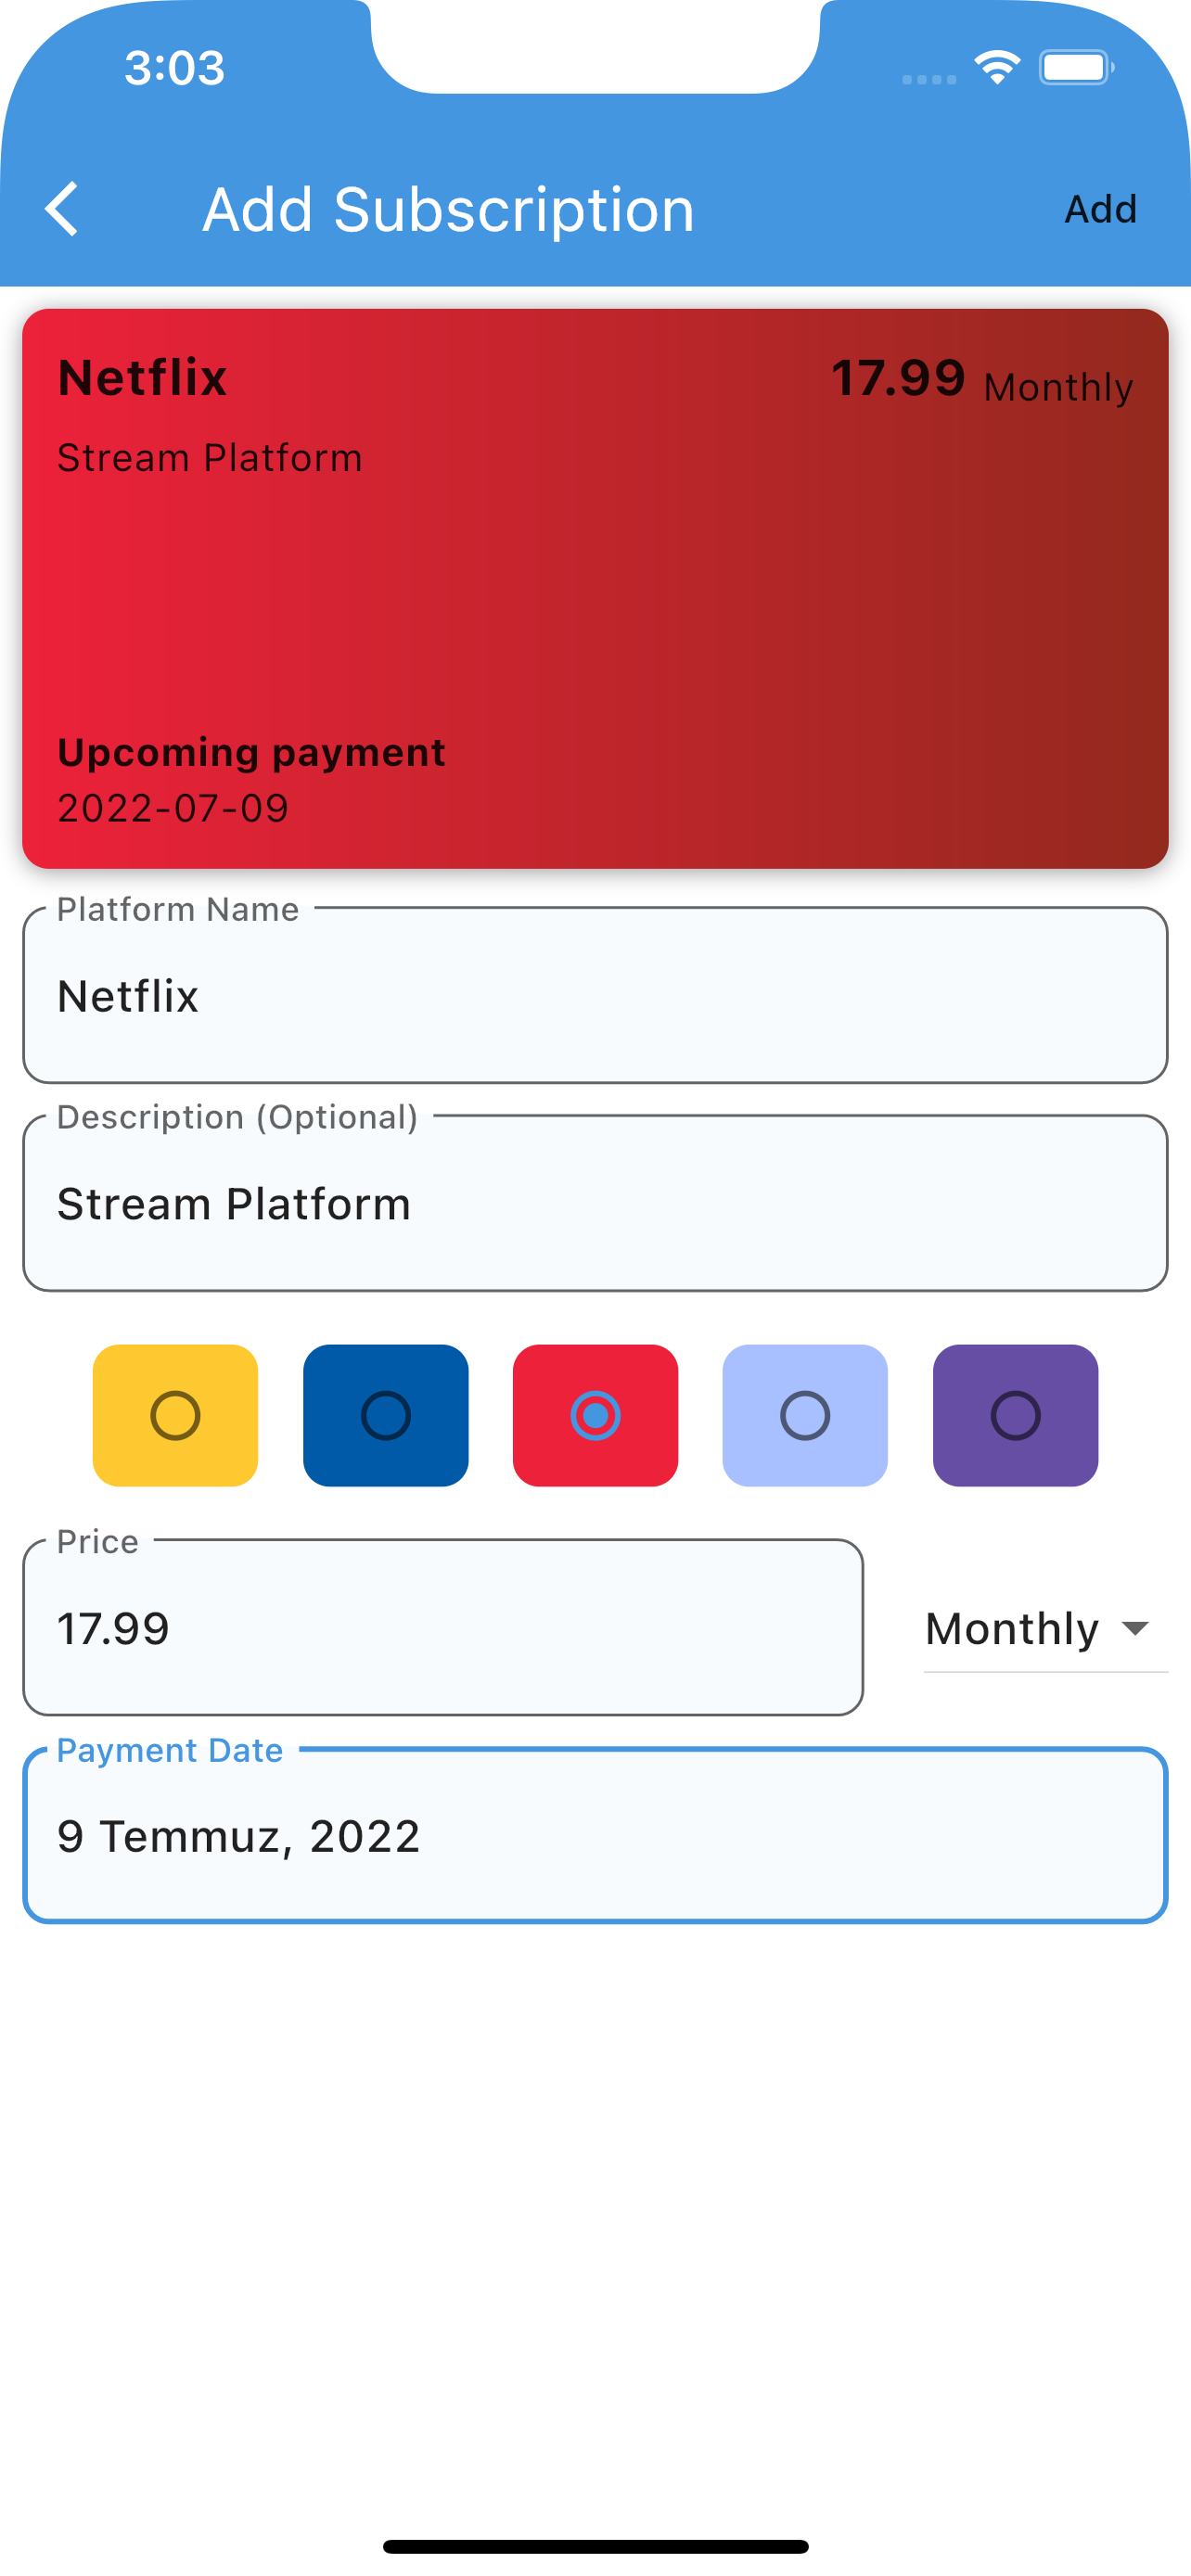 3:03
Add Subscription
Add
Netflix
17.99 Monthly
Stream Platform
Upcoming payment
2022-07-09
Platform Name
Netflix
Description (Optional)
Stream Platform
Price
17.99
Monthly
Payment Date
9 Temmuz, 2022